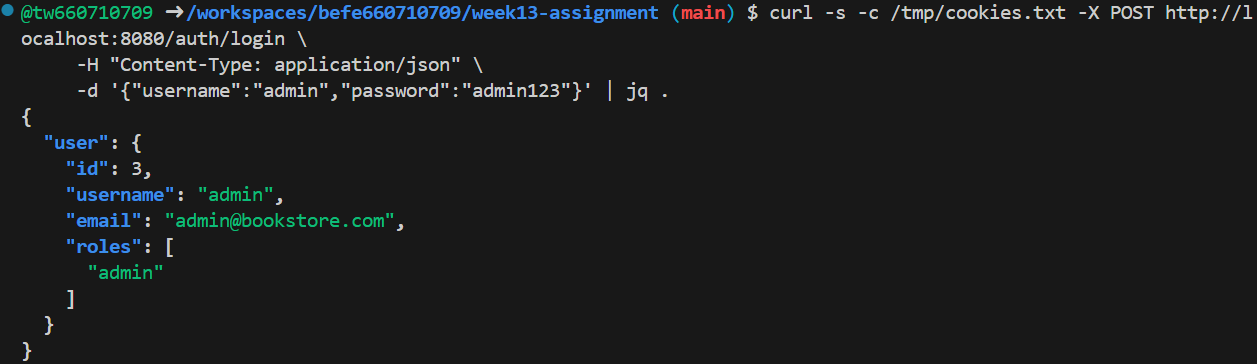 @tw660710709 ➜/workspaces/befe660710709/week13-assignment (main) $ curl -s -c /tmp/cookies.txt -X POST http://l
ocalhost:8080/auth/login \
     -H "Content-Type: application/json" \
     -d '{"username":"admin","password":"admin123"}' | jq .
{
  "user": {
    "id": 3,
    "username": "admin",
    "email": "admin@bookstore.com",
    "roles": [
      "admin"
    ]
  }
}